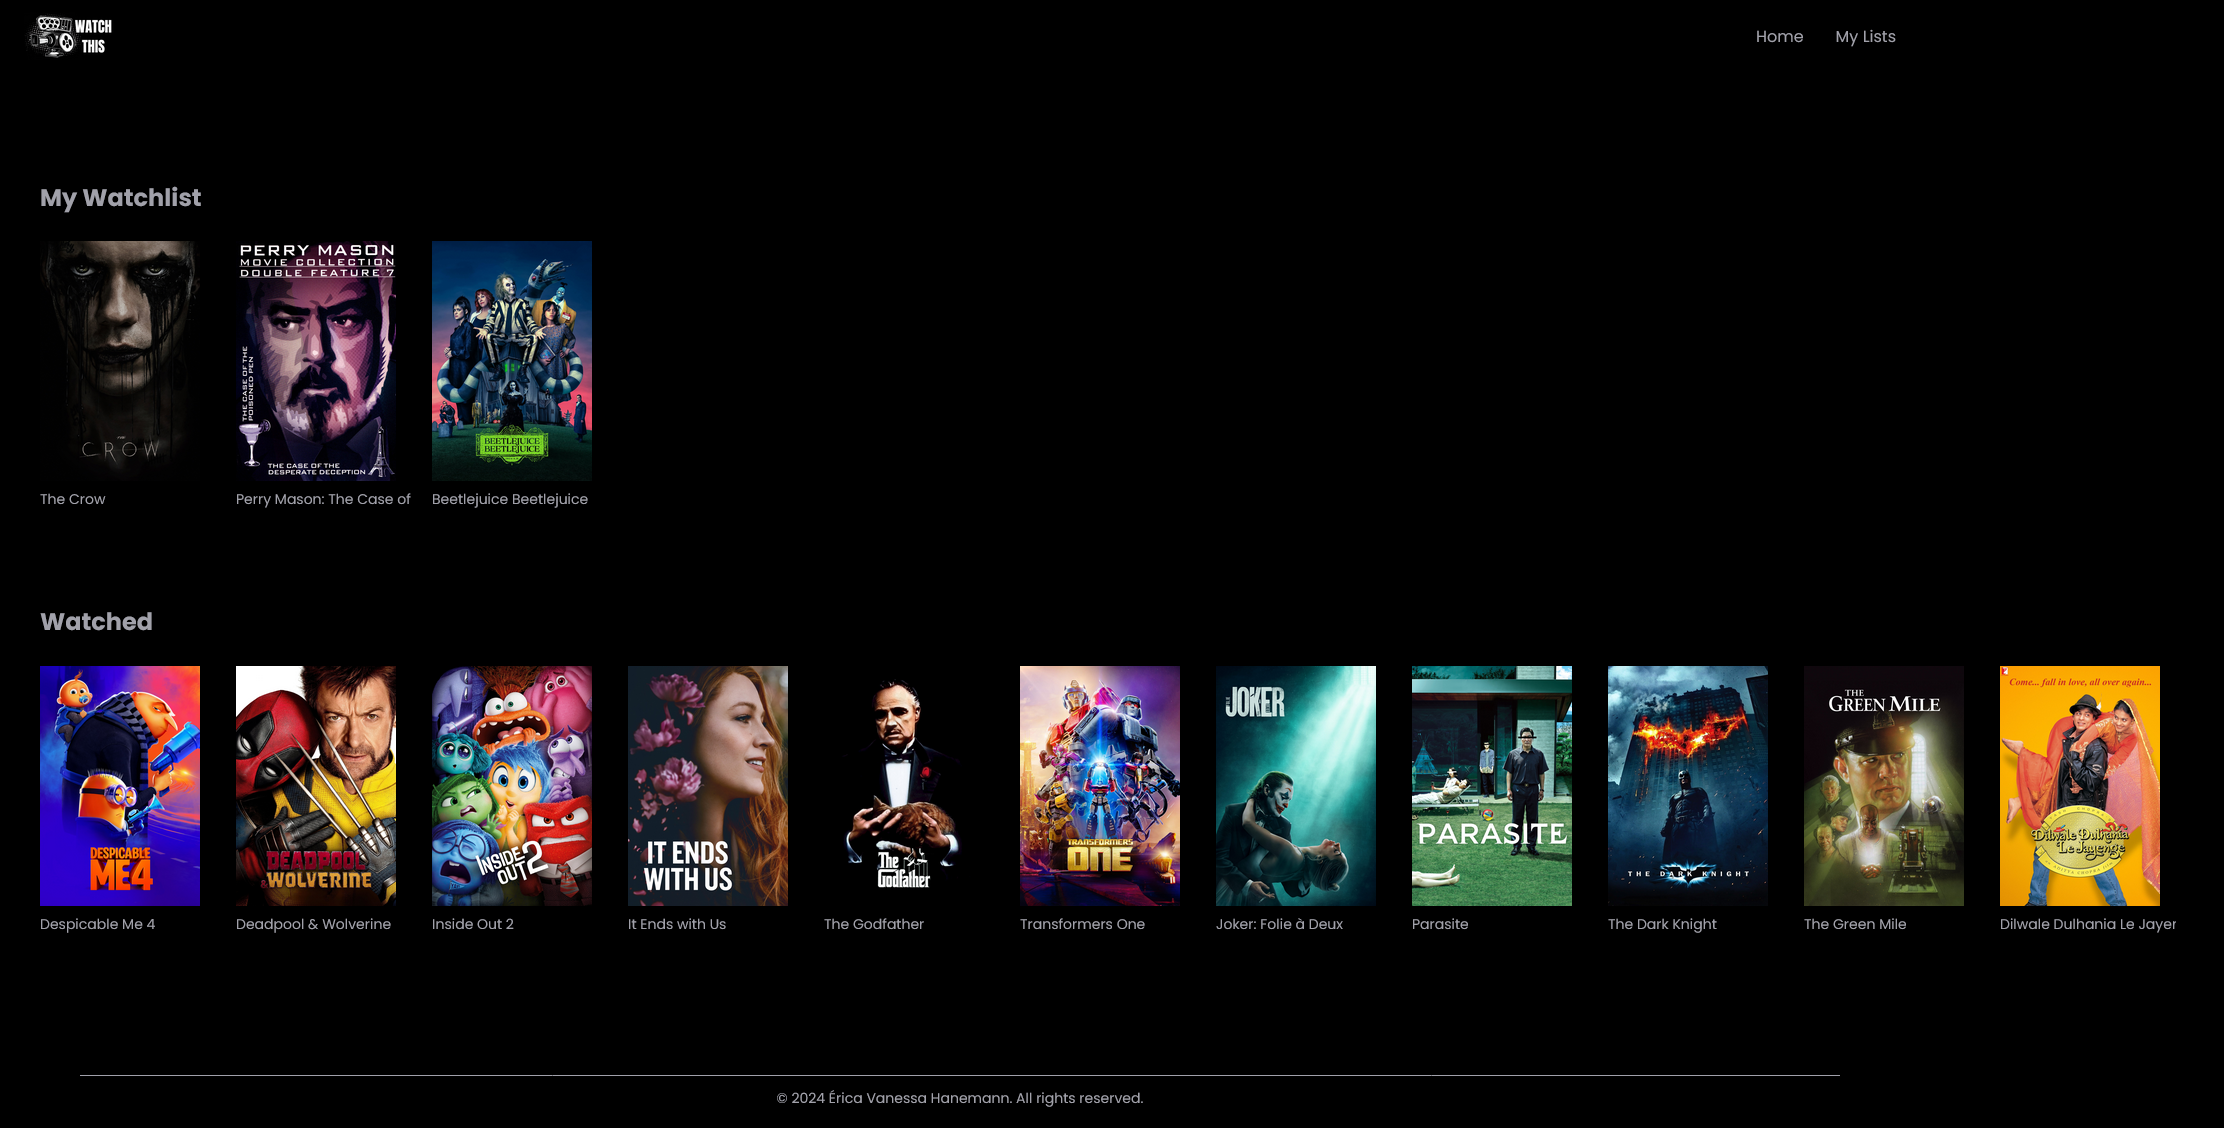 WATCH
THIS
Home
My Lists
My Watchlist
PERRY MASON
MOVIE COLLECTION
DOUBLE FEATURE 7
THE CASE OF THE
POISONED PEN
THE CASE OF THE
DESPERATE DECEPTION
CROW
BEETLEJUICE
BEETLEJUICE
The Crow
Perry Mason: The Case of
Beetlejuice Beetlejuice
Watched
DESPICABLE
ME4
DEADPOOL
& WOLVERINE
INSIDE
OUT 2
IT ENDS
WITH US
The
Godfather
TRANSFORMERS
ONE
JOKER
PARASITE
THE DARK KNIGHT
THE
GREEN MILE
Come... fall in love, all over again...
Dilwale Dulhania
Le Jayenge
Despicable Me 4
Deadpool & Wolverine
Inside Out 2
It Ends with Us
The Godfather
Transformers One
Joker: Folie à Deux
Parasite
The Dark Knight
The Green Mile
Dilwale Dulhania Le Jayer
© 2024 Érica Vanessa Hanemann. All rights reserved.